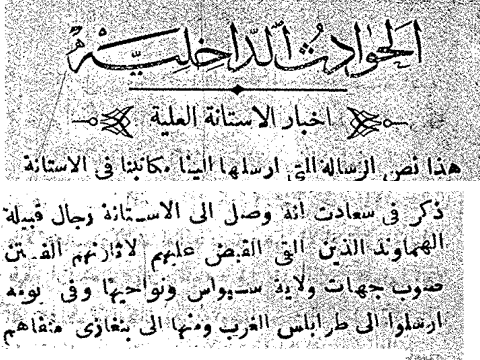 الحوادث الداخلية
اخبار الاستانة العلية
هذا نص الرسالة التي ارسلها الينا مكاتبنا في الاستانة
ذكر في سعادت انه وصل الى الاستانة رجال قبيلة
الهماوند الذين القي القبض عليهم لاثارتهم الفتن
صوب جهات ولاية سيواس ونواحيها وفي يومه
ارسلوا الى طرابلس الغرب ومنها الى بنغازي منفاهم